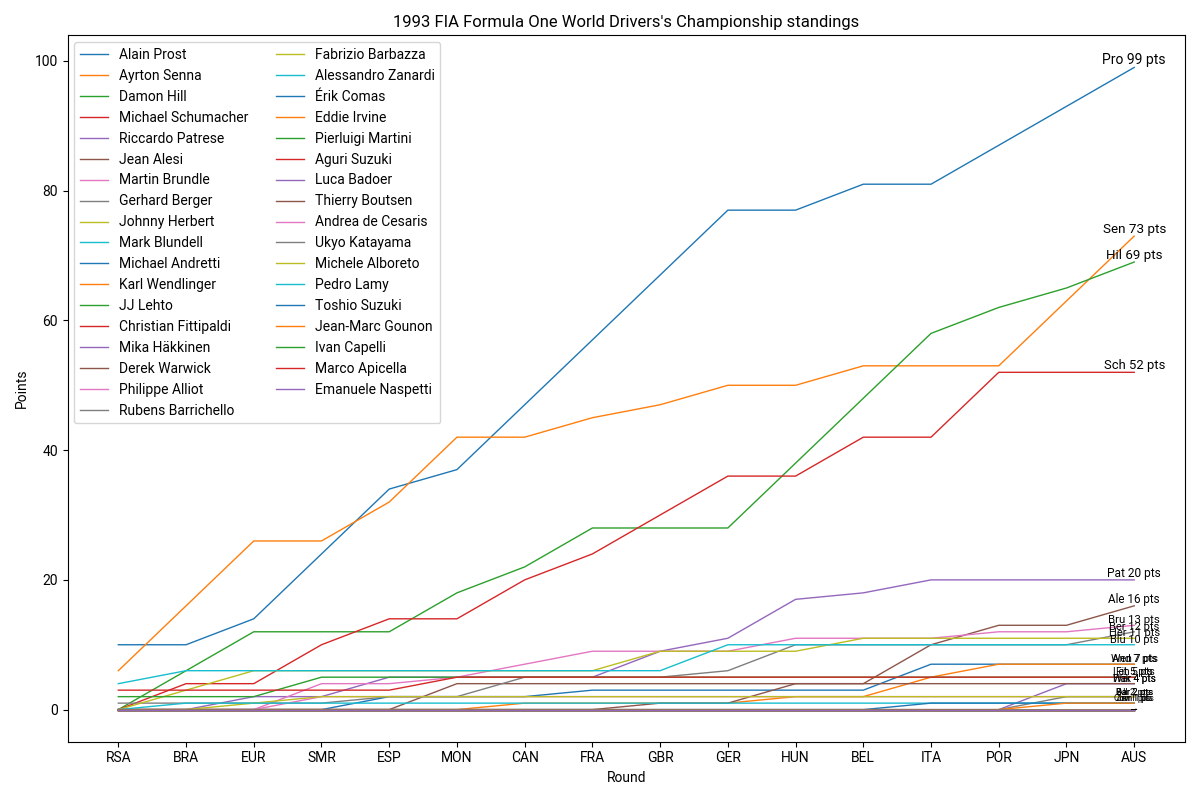 1993 FIA Formula One World Drivers's Championship standings
Alain Prost
Ayrton Senna
Damon Hill
Michael Schumacher
Riccardo Patrese
Jean Alesi
Martin Brundle
Gerhard Berger
Johnny Herbert
Mark Blundell
Michael Andretti
Karl Wendlinger
JJ Lehto
Christian Fittipaldi
Mika Häkkinen
Derek Warwick
Philippe Alliot
Rubens Barrichello
Fabrizio Barbazza
Alessandro Zanardi
Érik Comas
Eddie Irvine
Pierluigi Martini
Aguri Suzuki
Luca Badoer
Thierry Boutsen
Andrea de Cesaris
Ukyo Katayama
Michele Alboreto
Pedro Lamy
Toshio Suzuki
Jean-Marc Gounon
Ivan Capelli
Marco Apicella
Emanuele Naspetti
Pro 99 pts
Sen 73 pts
Hil 69 pts
Sch 52 pts
Pat 20 pts
Ale 16 pts
Bru 13 pts
Ber 12 pts
Her 11 pts
Blu 10 pts
100
80
60
40
20
0
Points
RSA BRA EUR SMR ESP MON CAN FRA GBR GER HUN BEL ITA POR JPN AUS
Round